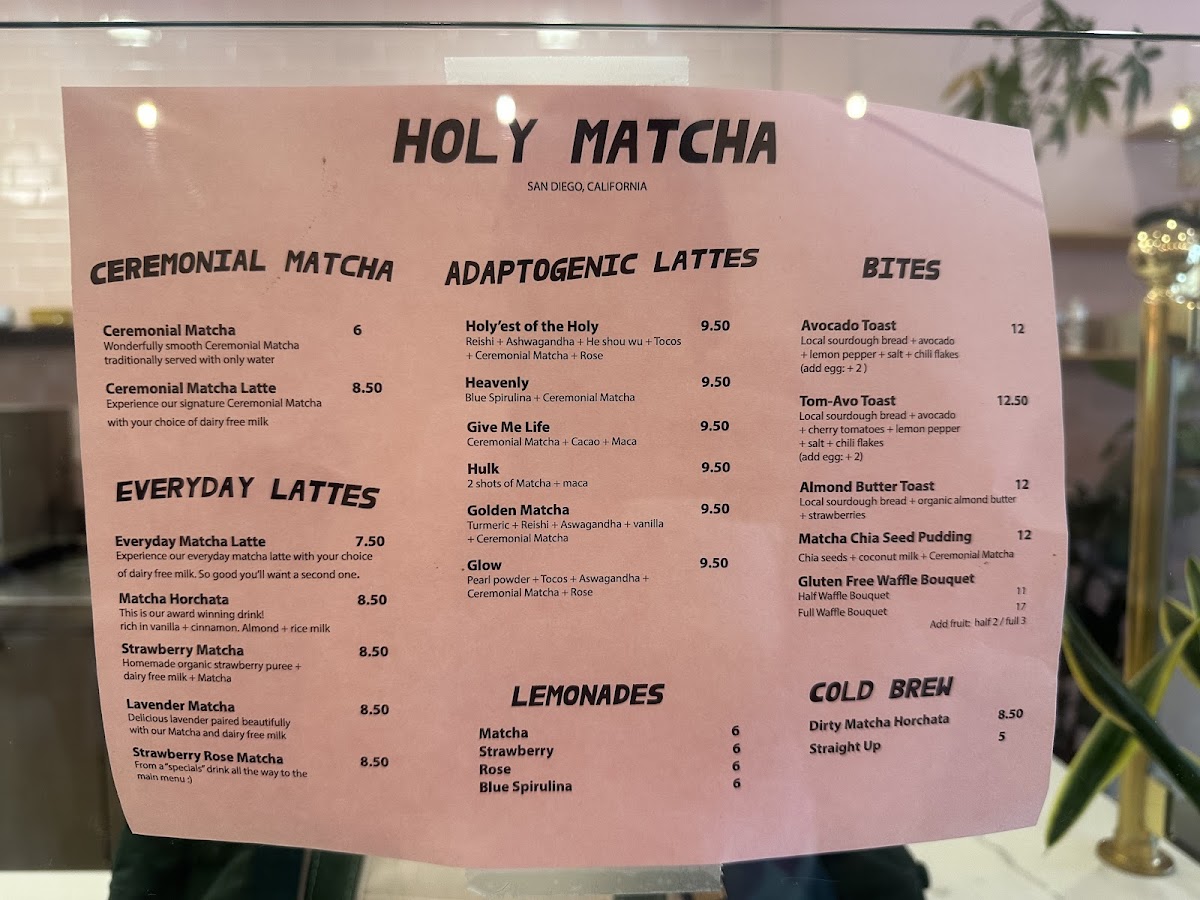 HOLY MATCHA
SAN DIEGO, CALIFORNIA
CEREMONIAL MATCHA
Ceremonial Matcha 6
Wonderfully smooth Ceremonial Matcha
traditionally served with only water
Ceremonial Matcha Latte 8.50
Experience our signature Ceremonial Matcha
with your choice of dairy free milk
EVERYDAY LATTES
Everyday Matcha Latte 7.50
Experience our everyday matcha latte with your choice
of dairy free milk. So good you'll want a second one.
Matcha Horchata 8.50
This is our award winning drink!
rich in vanilla + cinnamon. Almond + rice milk
Strawberry Matcha 8.50
Homemade organic strawberry puree +
dairy free milk + Matcha
Lavender Matcha 8.50
Delicious lavender paired beautifully
with our Matcha and dairy free milk
Strawberry Rose Matcha 8.50
From a "specials" drink all the way to the
main menu :)
ADAPTOGENIC LATTES
Holy'est of the Holy 9.50
Reishi + Ashwagandha + He shou wu + Tocos
+ Ceremonial Matcha + Rose
Heavenly 9.50
Blue Spirulina + Ceremonial Matcha
Give Me Life 9.50
Ceremonial Matcha + Cacao + Maca
Hulk 9.50
2 shots of Matcha + maca
Golden Matcha 9.50
Turmeric + Reishi + Aswagandha + vanilla
+ Ceremonial Matcha
Glow 9.50
Pearl powder + Tocos + Aswagandha +
Ceremonial Matcha + Rose
LEMONADES
Matcha 6
Strawberry 6
Rose 6
Blue Spirulina 6
BITES
Avocado Toast 12
Local sourdough bread + avocado
+ lemon pepper + salt + chili flakes
(add egg: + 2 )
Tom-Avo Toast 12.50
Local sourdough bread + avocado
+ cherry tomatoes + lemon pepper
+ salt + chili flakes
(add egg: + 2)
Almond Butter Toast 12
Local sourdough bread + organic almond butter
+ strawberries
Matcha Chia Seed Pudding 12
Chia seeds + coconut milk + Ceremonial Matcha
Gluten Free Waffle Bouquet
Half Waffle Bouquet 11
Full Waffle Bouquet 17
Add fruit: half 2 / full 3
COLD BREW
Dirty Matcha Horchata 8.50
Straight Up 5